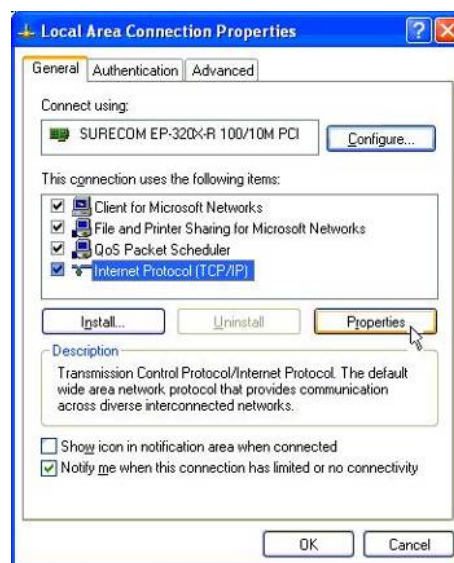 Local Area Connection Properties
General Authentication Advanced
Connect using:
SURECOM EP-320X-R 100/10M PCI
Configure...
This connection uses the following items:
Client for Microsoft Networks
File and Printer Sharing for Microsoft Networks
QoS Packet Scheduler
Internet Protocol (TCP/IP)
Install... Uninstall Properties
Description
Transmission Control Protocol/Internet Protocol. The default
wide area network protocol that provides communication
across diverse interconnected networks.
Show icon in notification area when connected
Notify me when this connection has limited or no connectivity
OK Cancel